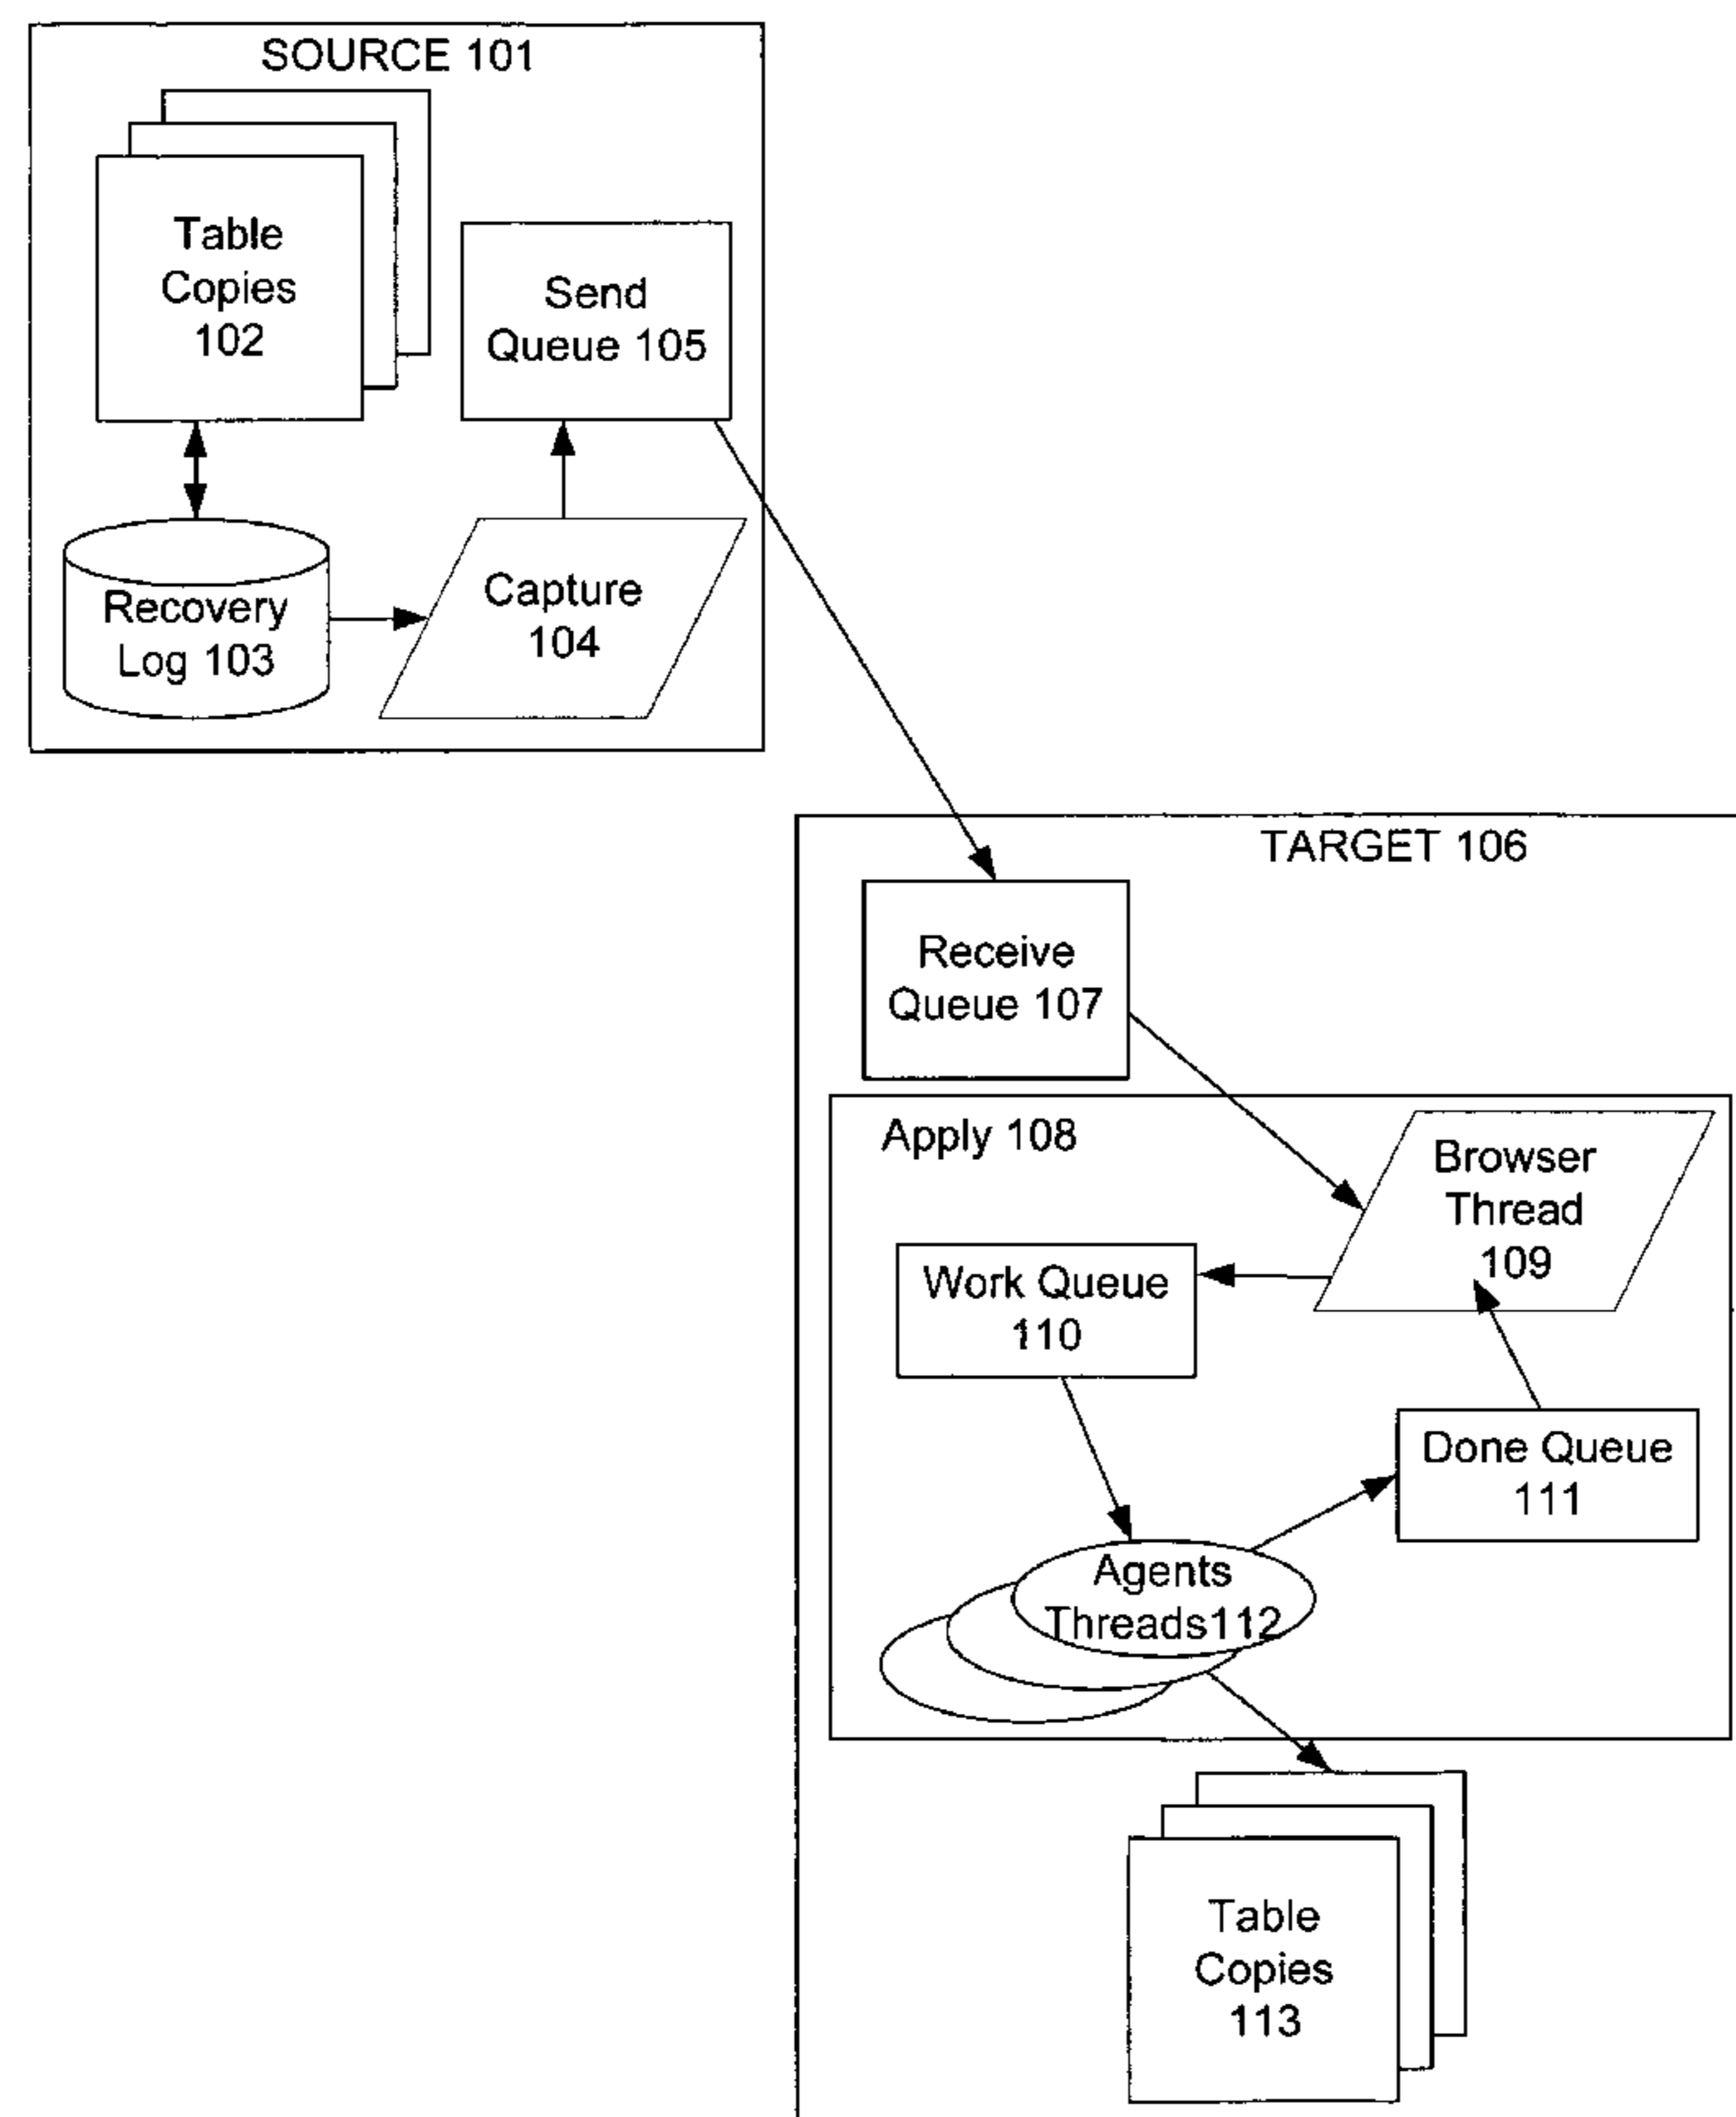 SOURCE 101
Table
Copies
102
Send
Queue 105
Recovery
Log 103
Capture
104
TARGET 106
Receive
Queue 107
Apply 108
Browser
Thread
109
Work Queue
110
Done Queue
111
Agents
Threads112
Table
Copies
113